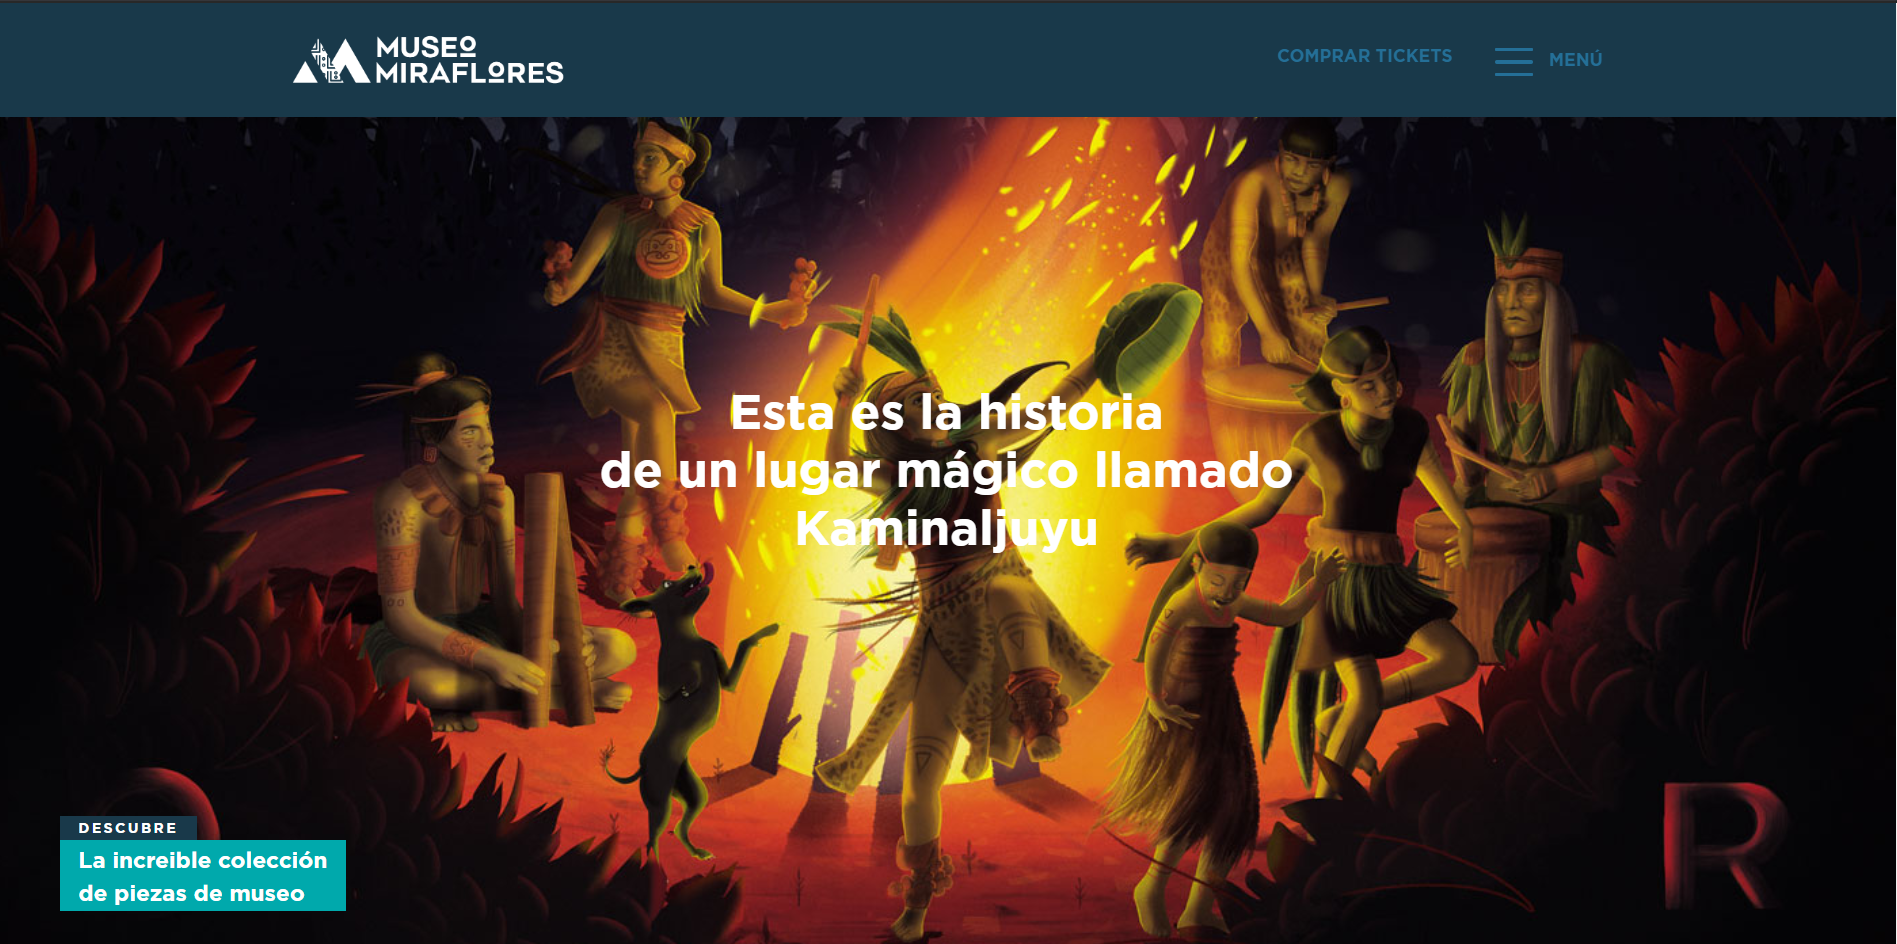 MUSEO
MIRAFLORES
COMPRAR TICKETS
MENÚ
Esta es la historia
de un lugar mágico llamado
Kaminaljuyu
DESCUBRE
La increible colección
de piezas de museo
R